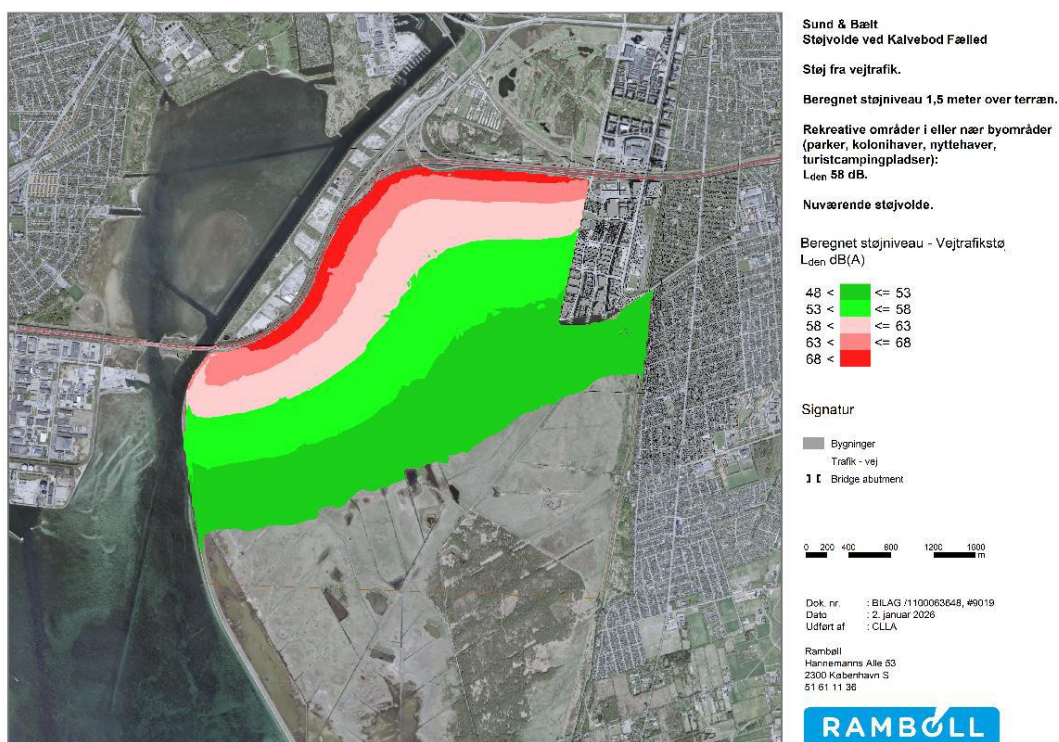 Sund & Bælt
Støjvolde ved Kalvebod Fælled
Støj fra vejtrafik.
Beregnet støjniveau 1,5 meter over terræn.
Rekreative områder i eller nær byområder
(parker, kolonihaver, nyttehaver,
turistcampingpladser):
Lden 58 dB.
Nuværende støjvolde.
Beregnet støjniveau - Vejtrafikstø
Lden dB(A)
48 < <= 53
53 < <= 58
58 < <= 63
63 < <= 68
68 <
Signatur
Bygninger
Trafik - vej
Bridge abutment
0 200 400 800 1200 1600
m
Dok. nr. : BILAG /1100063648, #9019
Dato : 2. januar 2026
Udført af : CLLA
Rambøll
Hannemanns Alle 53
2300 København S
51 61 11 36
RAMBOLL